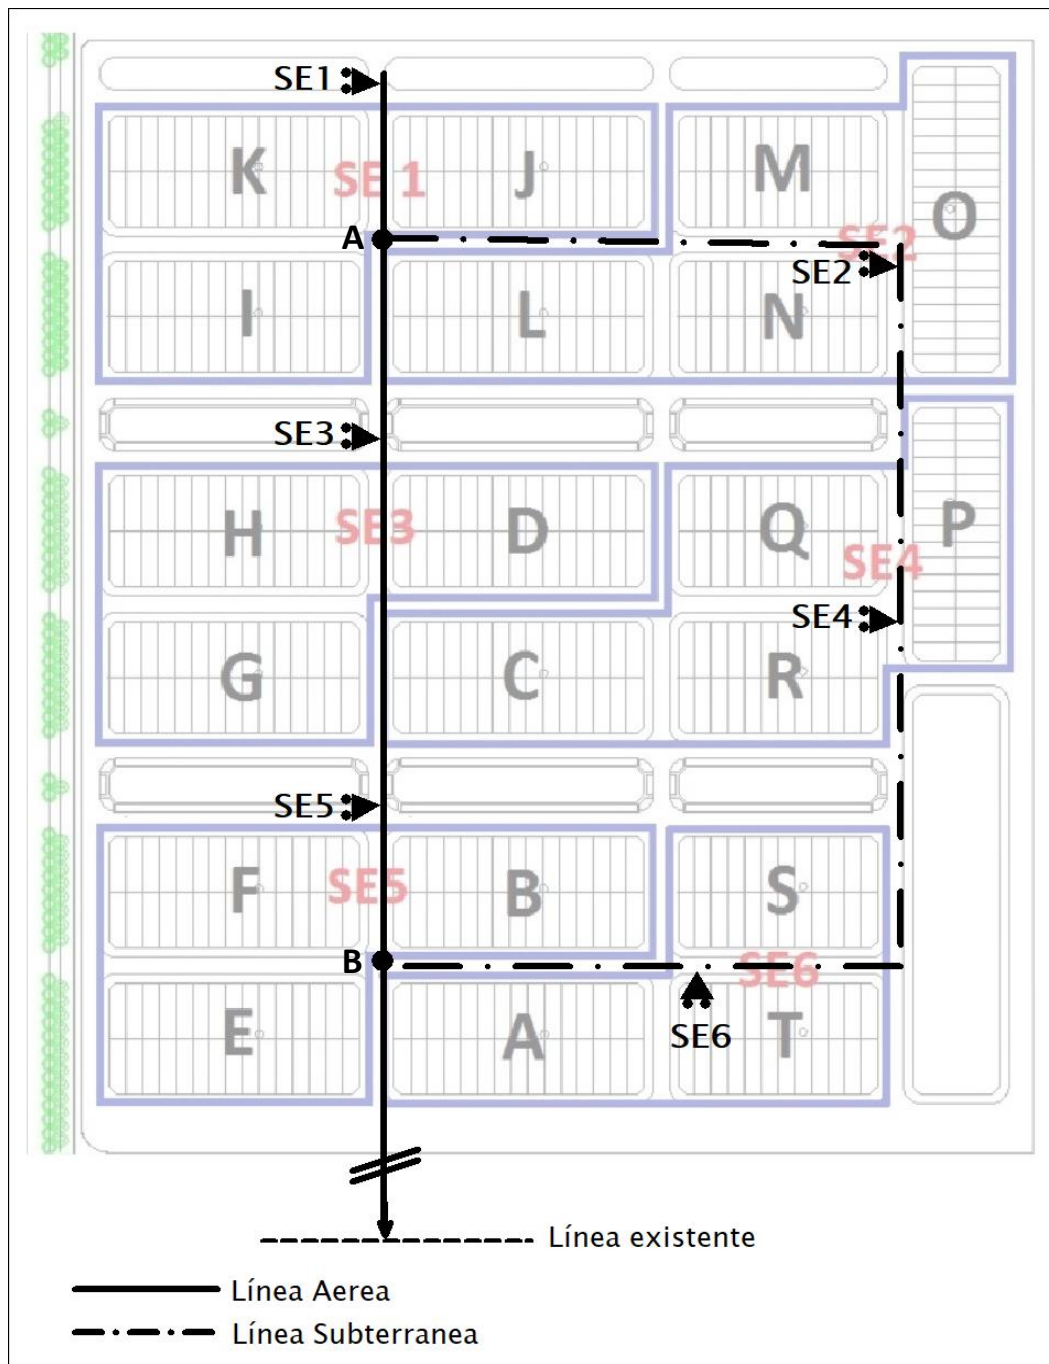 SE1
K
SE 1
J
M
O
A
SE2
SE2
I
L
N
SE3
H
SE3
D
Q
P
SE4
SE4
G
C
R
SE5
F
SE5
B
S
B
SE6
E
A
SE6
T
Línea existente
Línea Aerea
Línea Subterranea